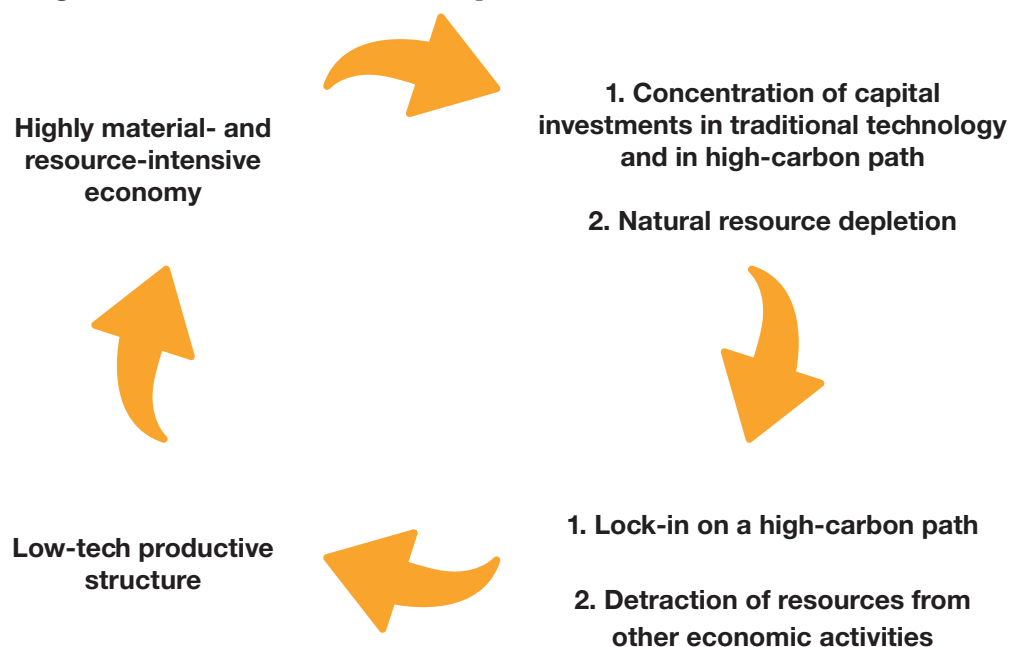 Highly material- and
resource-intensive
economy
1. Concentration of capital
investments in traditional technology
and in high-carbon path
2. Natural resource depletion
1. Lock-in on a high-carbon path
2. Detraction of resources from
other economic activities
Low-tech productive
structure